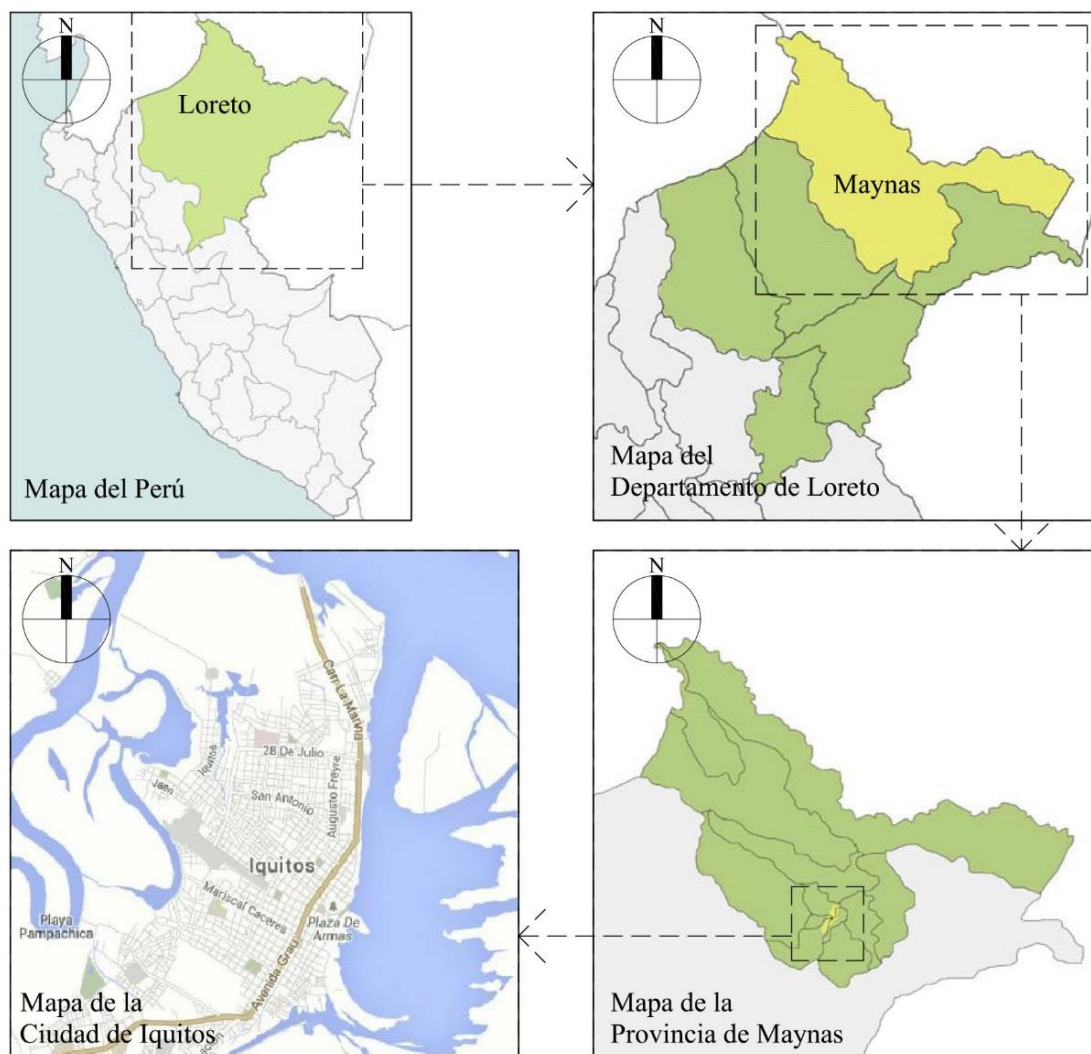 N
Loreto
Mapa del Perú
N
Maynas
Mapa del
Departamento de Loreto
N
Carr La Marina
28 De Julio
Iquitos
Jaen
San Antonio
Augusto Freyre
Iquitos
Mariscal Caceres
Plaza De
Armas
Playa
Pampachica
Avenida Grau
Mapa de la
Ciudad de Iquitos
N
Mapa de la
Provincia de Maynas